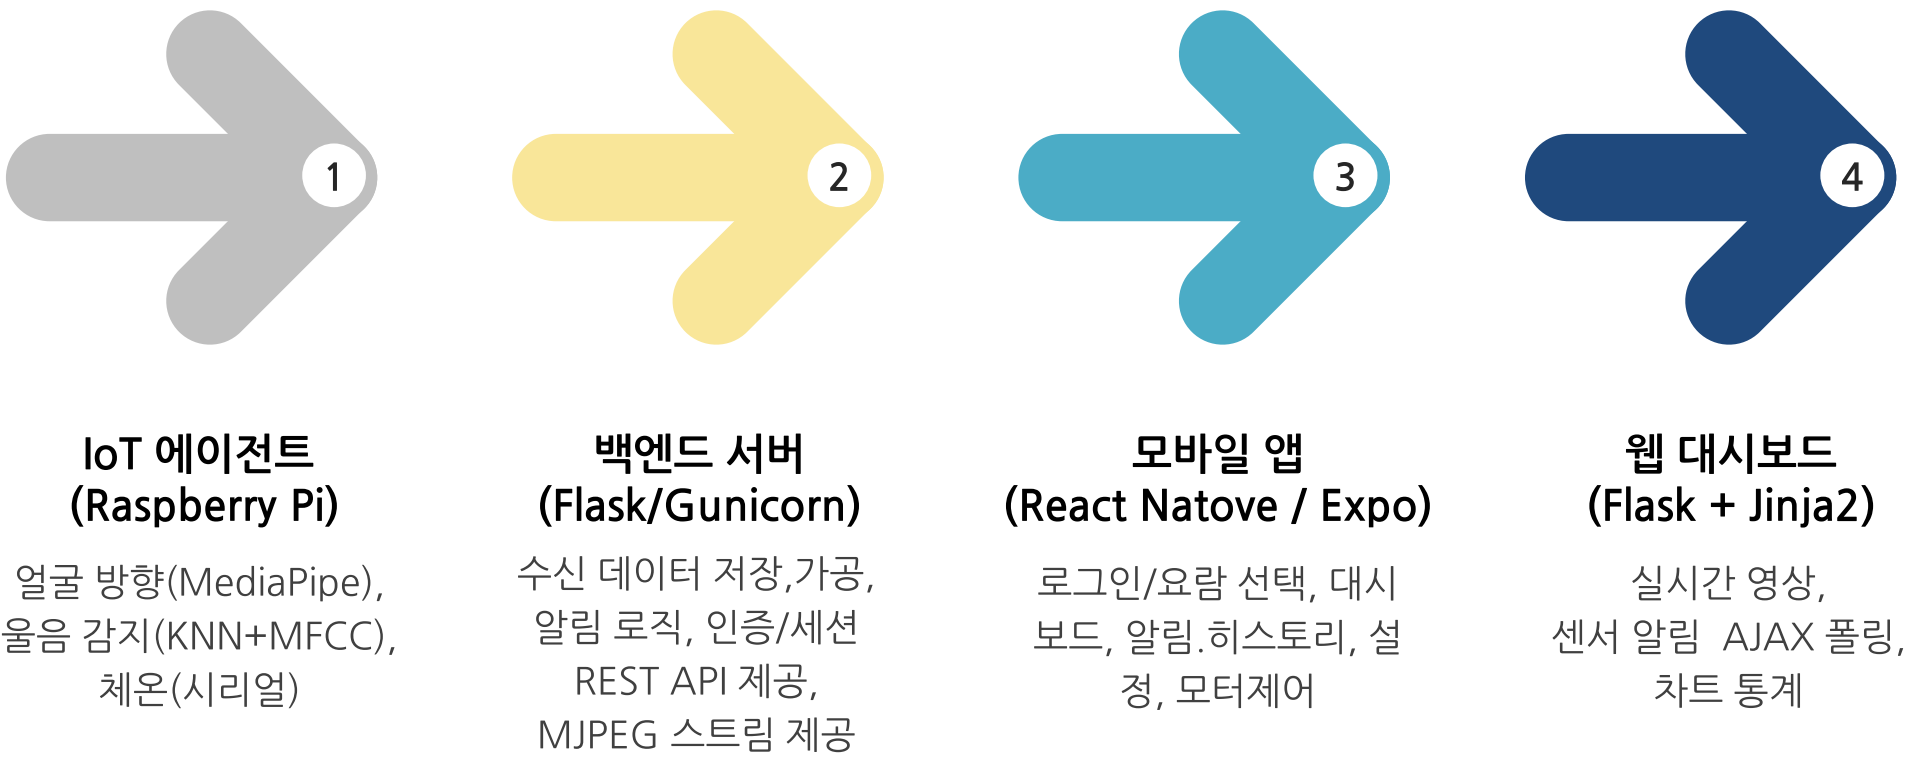 1
IoT 에이전트
(Raspberry Pi)
얼굴 방향(MediaPipe),
울음 감지(KNN+MFCC),
체온(시리얼)
2
백엔드 서버
(Flask/Gunicorn)
수신 데이터 저장,가공,
알림 로직, 인증/세션
REST API 제공,
MJPEG 스트림 제공
3
모바일 앱
(React Natove / Expo)
로그인/요람 선택, 대시
보드, 알림.히스토리, 설
정, 모터제어
4
웹 대시보드
(Flask + Jinja2)
실시간 영상,
센서 알림  AJAX 폴링,
차트 통계